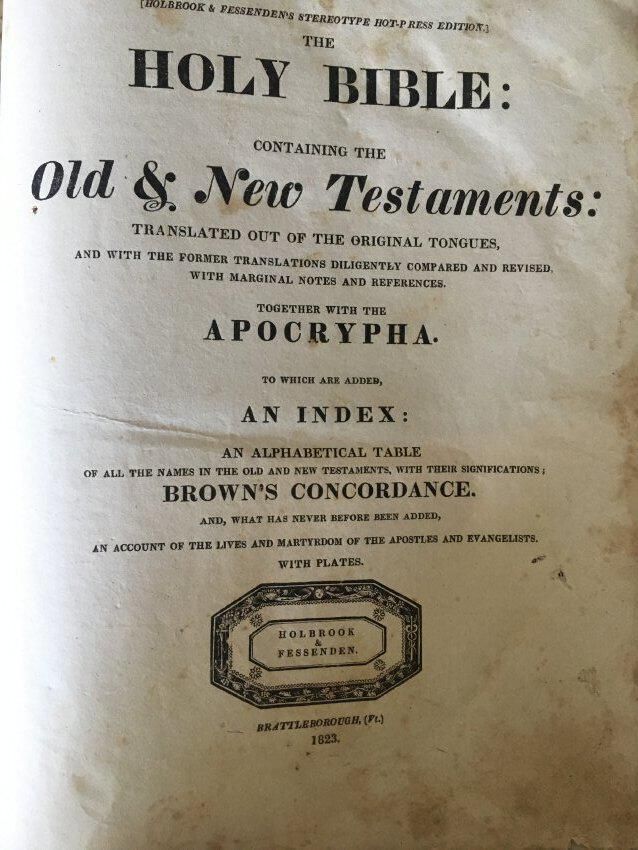 [HOLBROOK & FESSENDEN'S STEREOTYPE HOT-PRESS EDITION.]
THE
HOLY BIBLE:
CONTAINING THE
Old & New Testaments:
TRANSLATED OUT OF THE ORIGINAL TONGUES,
AND WITH THE FORMER TRANSLATIONS DILIGENTLY COMPARED AND REVISED,
WITH MARGINAL NOTES AND REFERENCES.
TOGETHER WITH THE
APOCRYPHA.
TO WHICH ARE ADDED,
AN INDEX:
AN ALPHABETICAL TABLE
OF ALL THE NAMES IN THE OLD AND NEW TESTAMENTS, WITH THEIR SIGNIFICATIONS;
BROWN'S CONCORDANCE.
AND, WHAT HAS NEVER BEFORE BEEN ADDED,
AN ACCOUNT OF THE LIVES AND MARTYRDOM OF THE APOSTLES AND EVANGELISTS.
WITH PLATES.
HOLBROOK
&
FESSENDEN.
BRATTLEBOROUGH, (Vt.)
1823.